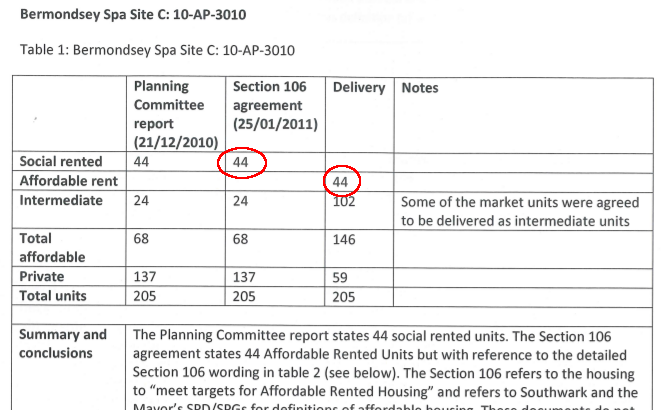 Bermondsey Spa Site C: 10-AP-3010
Table 1: Bermondsey Spa Site C: 10-AP-3010
Planning Committee report (21/12/2010) Section 106 agreement (25/01/2011) Delivery Notes
Social rented 44 44
Affordable rent 44
Intermediate 24 24 102 Some of the market units were agreed
to be delivered as intermediate units
Total affordable 68 68 146
Private 137 137 59
Total units 205 205 205
Summary and conclusions
The Planning Committee report states 44 social rented units. The Section 106
agreement states 44 Affordable Rented Units but with reference to the detailed
Section 106 wording in table 2 (see below). The Section 106 refers to the housing
to “meet targets for Affordable Rented Housing” and refers to Southwark and the
Mayor's SPD/SPGs for definitions of affordable housing. These documents do not